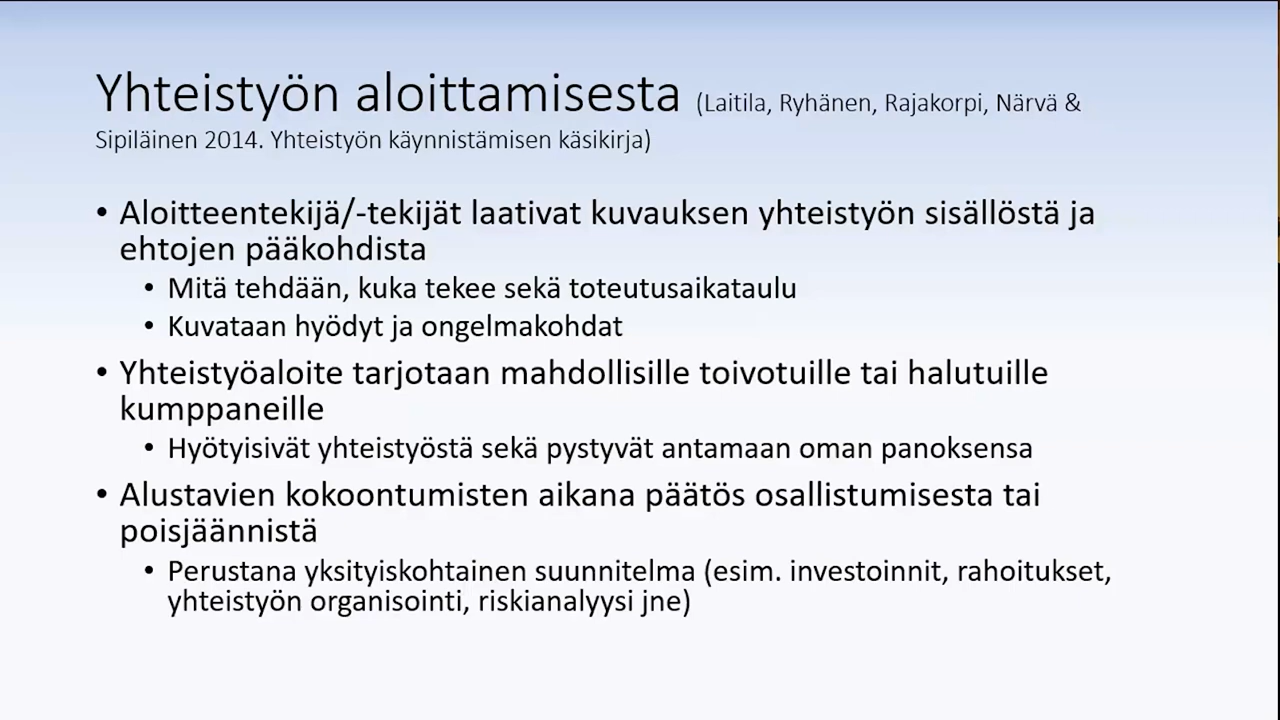 Yhteistyön aloittamisesta (Laitila, Ryhänen, Rajakorpi, Närvä &
Sipiläinen 2014. Yhteistyön käynnistämisen käsikirja)
• Aloitteentekijä/-tekijät laativat kuvauksen yhteistyön sisällöstä ja
ehtojen pääkohdista
• Mitä tehdään, kuka tekee sekä toteutusaikataulu
• Kuvataan hyödyt ja ongelmakohdat
• Yhteistyöaloite tarjotaan mahdollisille toivotuille tai halutuille
kumppaneille
• Hyötyisivät yhteistyöstä sekä pystyvät antamaan oman panoksensa
• Alustavien kokoontumisten aikana päätös osallistumisesta tai
poisjäännistä
• Perustana yksityiskohtainen suunnitelma (esim. investoinnit, rahoitukset,
yhteistyön organisointi, riskianalyysi jne)